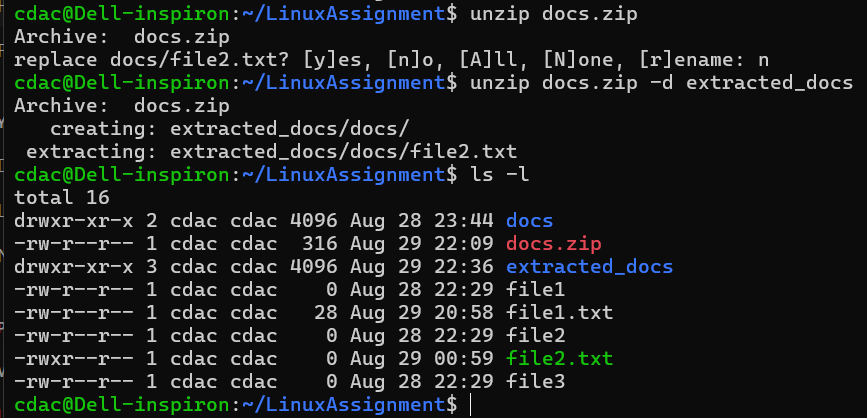 cdac@Dell-inspiron:~/LinuxAssignment$ unzip docs.zip
Archive:  docs.zip
replace docs/file2.txt? [y]es, [n]o, [A]ll, [N]one, [r]ename: n
cdac@Dell-inspiron:~/LinuxAssignment$ unzip docs.zip -d extracted_docs
Archive:  docs.zip
   creating: extracted_docs/docs/
 extracting: extracted_docs/docs/file2.txt
cdac@Dell-inspiron:~/LinuxAssignment$ ls -l
total 16
drwxr-xr-x 2 cdac cdac 4096 Aug 28 23:44 docs
-rw-r--r-- 1 cdac cdac  316 Aug 29 22:09 docs.zip
drwxr-xr-x 3 cdac cdac 4096 Aug 29 22:36 extracted_docs
-rw-r--r-- 1 cdac cdac    0 Aug 28 22:29 file1
-rw-r--r-- 1 cdac cdac   28 Aug 29 20:58 file1.txt
-rw-r--r-- 1 cdac cdac    0 Aug 28 22:29 file2
-rwxr--r-- 1 cdac cdac    0 Aug 29 00:59 file2.txt
-rw-r--r-- 1 cdac cdac    0 Aug 28 22:29 file3
cdac@Dell-inspiron:~/LinuxAssignment$